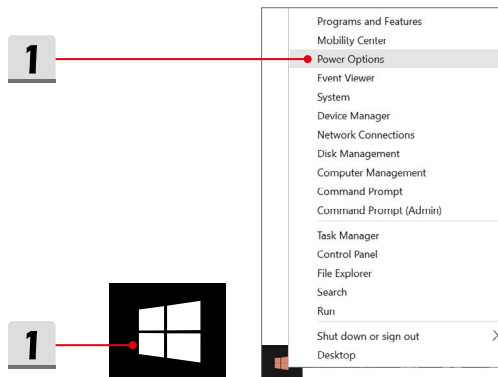 1
Programs and Features
Mobility Center
Power Options
Event Viewer
System
Device Manager
Network Connections
Disk Management
Computer Management
Command Prompt
Command Prompt (Admin)
Task Manager
Control Panel
File Explorer
Search
Run
Shut down or sign out
Desktop
1